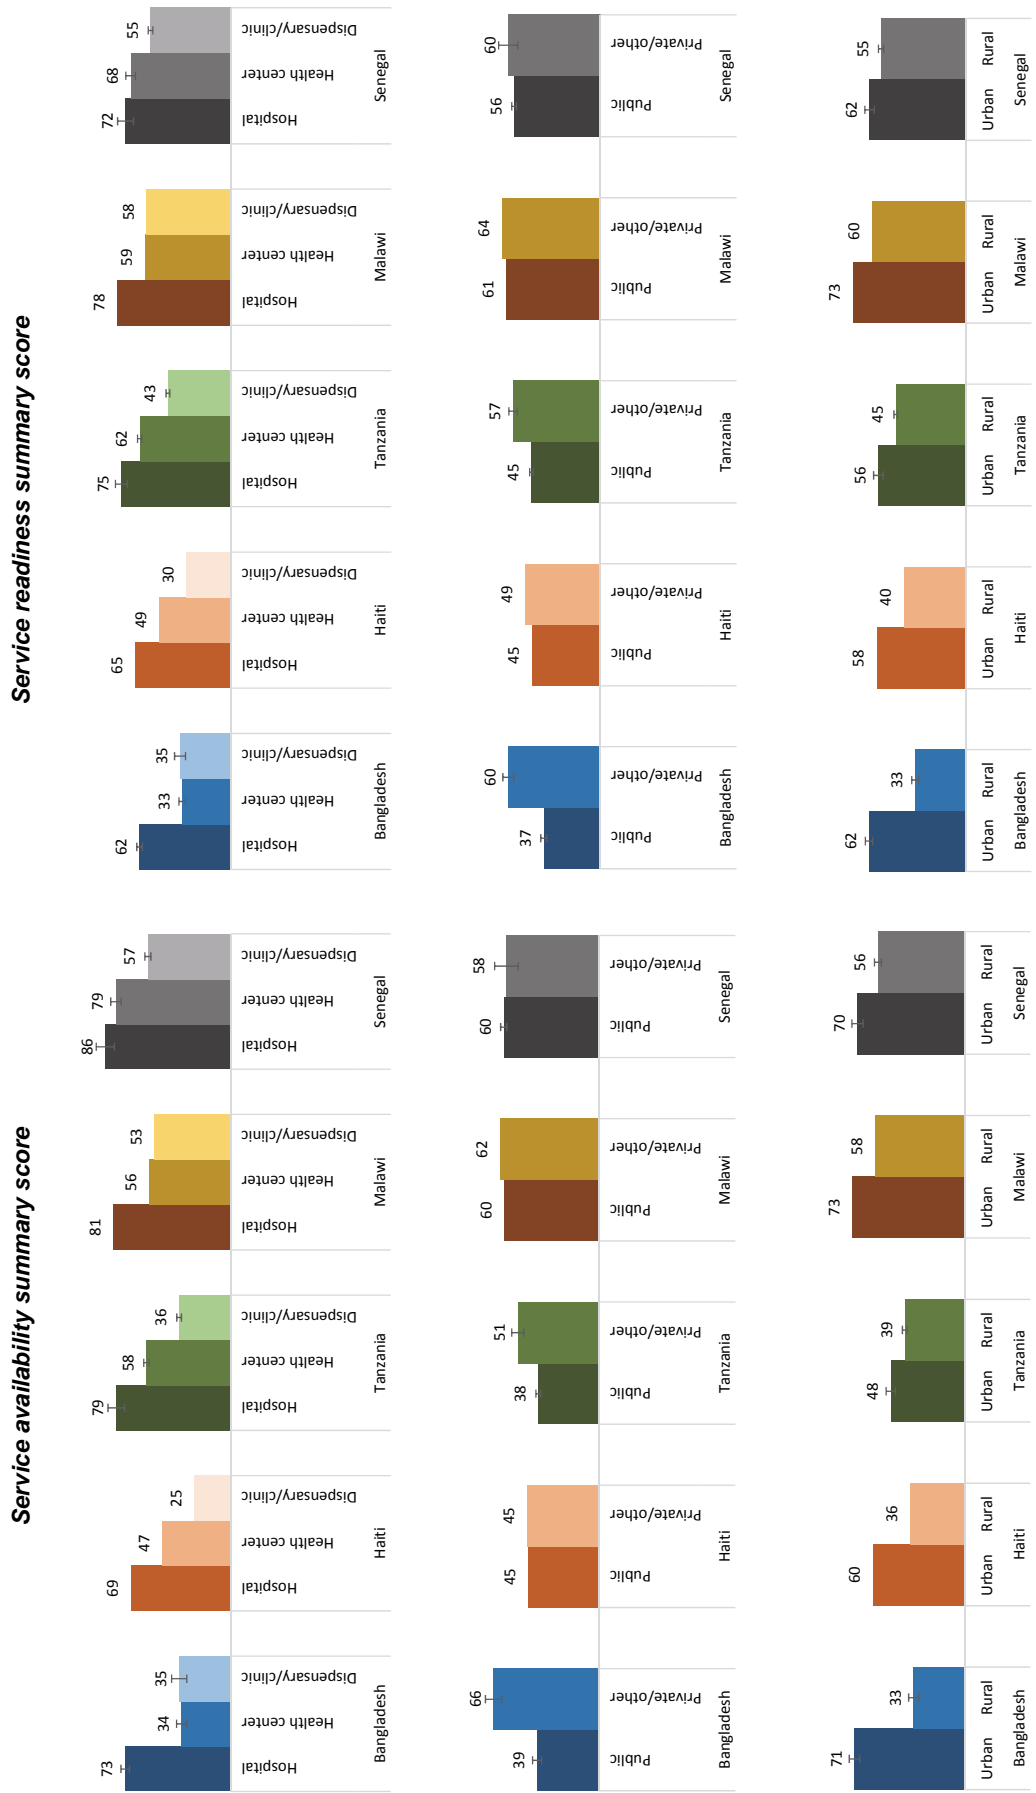 Service availability summary score
73
34
35
69
47
25
79
58
36
81
56
53
86
79
57
Hospital
Health center
Dispensary/clinic
Hospital
Health center
Dispensary/clinic
Hospital
Health center
Dispensary/clinic
Hospital
Health center
Dispensary/clinic
Hospital
Health center
Dispensary/clinic
Bangladesh
Haiti
Tanzania
Malawi
Senegal
39
66
45
45
38
51
60
62
60
58
Public
Private/other
Public
Private/other
Public
Private/other
Public
Private/other
Public
Private/other
Bangladesh
Haiti
Tanzania
Malawi
Senegal
71
33
60
36
48
39
73
58
70
56
Urban Rural Urban Rural Urban Rural Urban Rural Urban Rural
Bangladesh Haiti Tanzania Malawi Senegal
Service readiness summary score
62
33
35
65
49
30
75
62
43
78
59
58
72
68
55
Hospital
Health center
Dispensary/clinic
Hospital
Health center
Dispensary/clinic
Hospital
Health center
Dispensary/clinic
Hospital
Health center
Dispensary/clinic
Hospital
Health center
Dispensary/clinic
Bangladesh
Haiti
Tanzania
Malawi
Senegal
37
60
45
49
45
57
61
64
56
60
Public
Private/other
Public
Private/other
Public
Private/other
Public
Private/other
Public
Private/other
Bangladesh
Haiti
Tanzania
Malawi
Senegal
62
33
58
40
56
45
73
60
62
55
Urban Rural Urban Rural Urban Rural Urban Rural Urban Rural
Bangladesh Haiti Tanzania Malawi Senegal